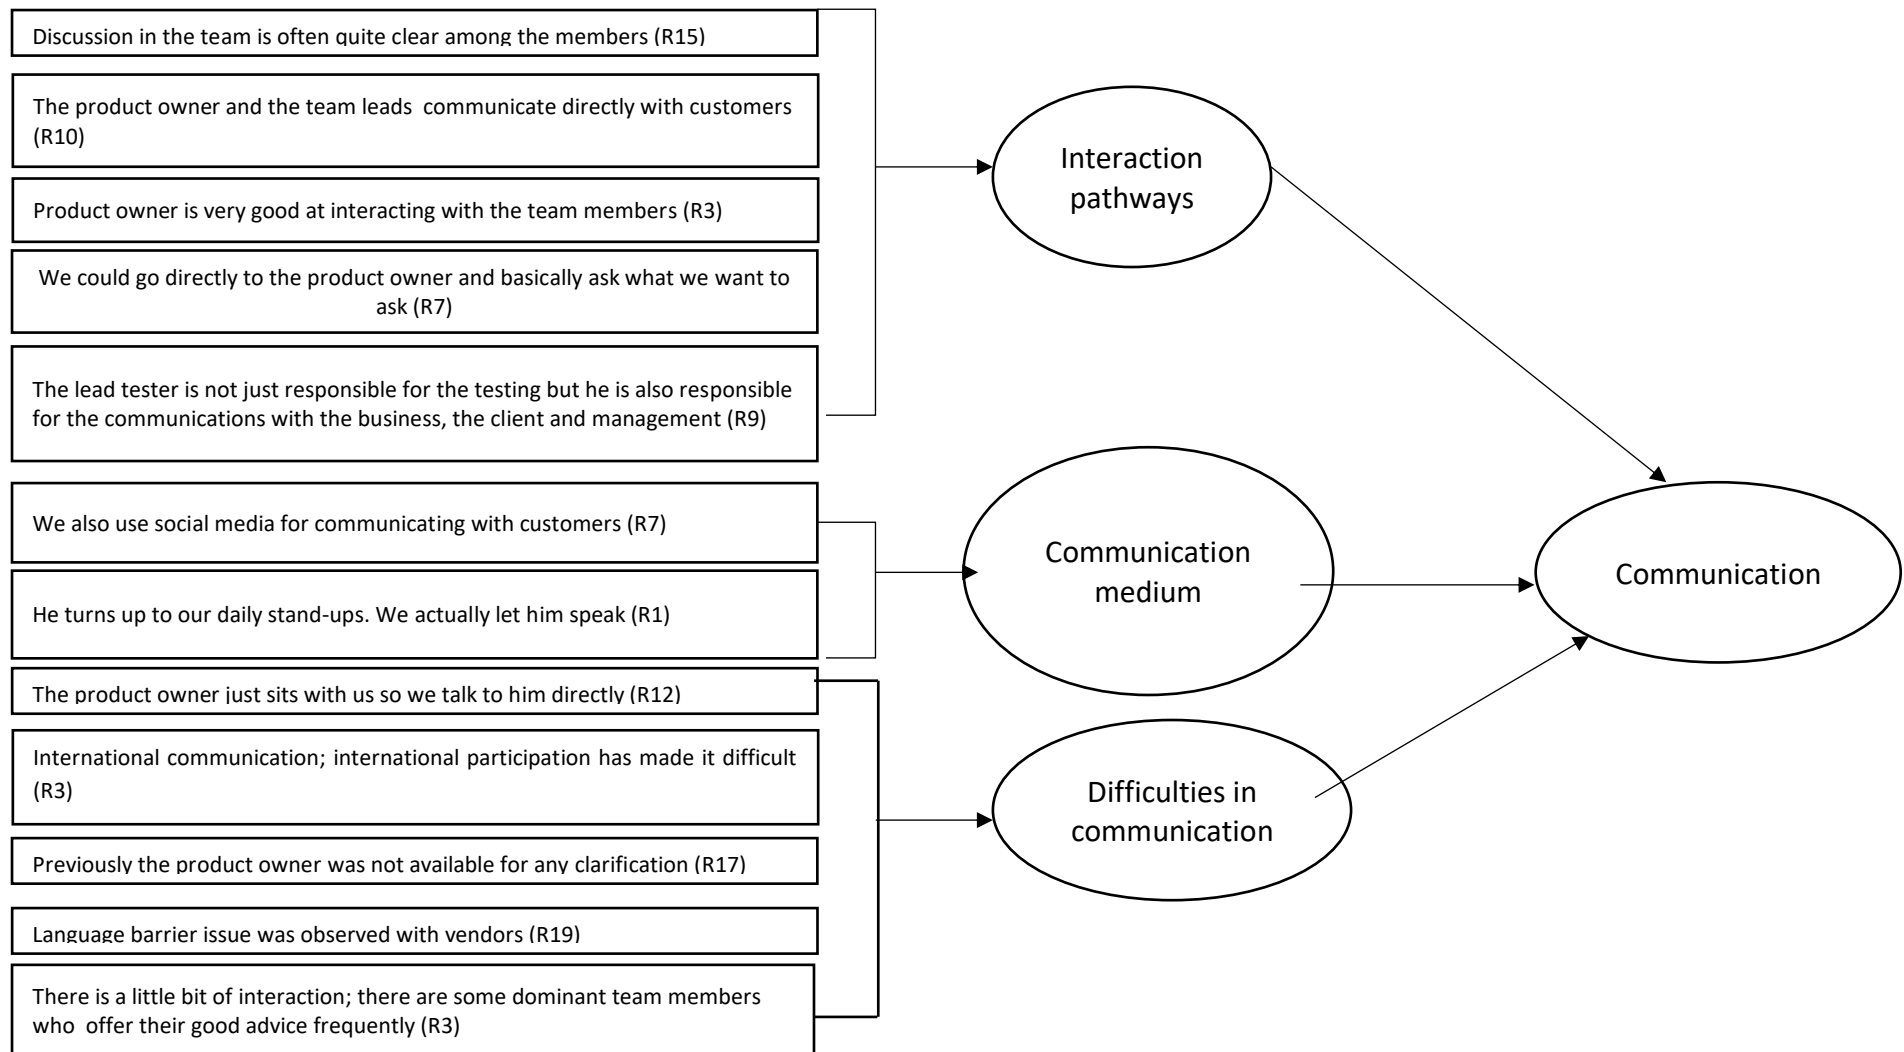 Discussion in the team is often quite clear among the members (R15)
The product owner and the team leads communicate directly with customers
(R10)
Product owner is very good at interacting with the team members (R3)
We could go directly to the product owner and basically ask what we want to
ask (R7)
The lead tester is not just responsible for the testing but he is also responsible
for the communications with the business, the client and management (R9)
We also use social media for communicating with customers (R7)
He turns up to our daily stand-ups. We actually let him speak (R1)
The product owner just sits with us so we talk to him directly (R12)
International communication; international participation has made it difficult
(R3)
Previously the product owner was not available for any clarification (R17)
Language barrier issue was observed with vendors (R19)
There is a little bit of interaction; there are some dominant team members
who offer their good advice frequently (R3)
Interaction
pathways
Communication
medium
Difficulties in
communication
Communication